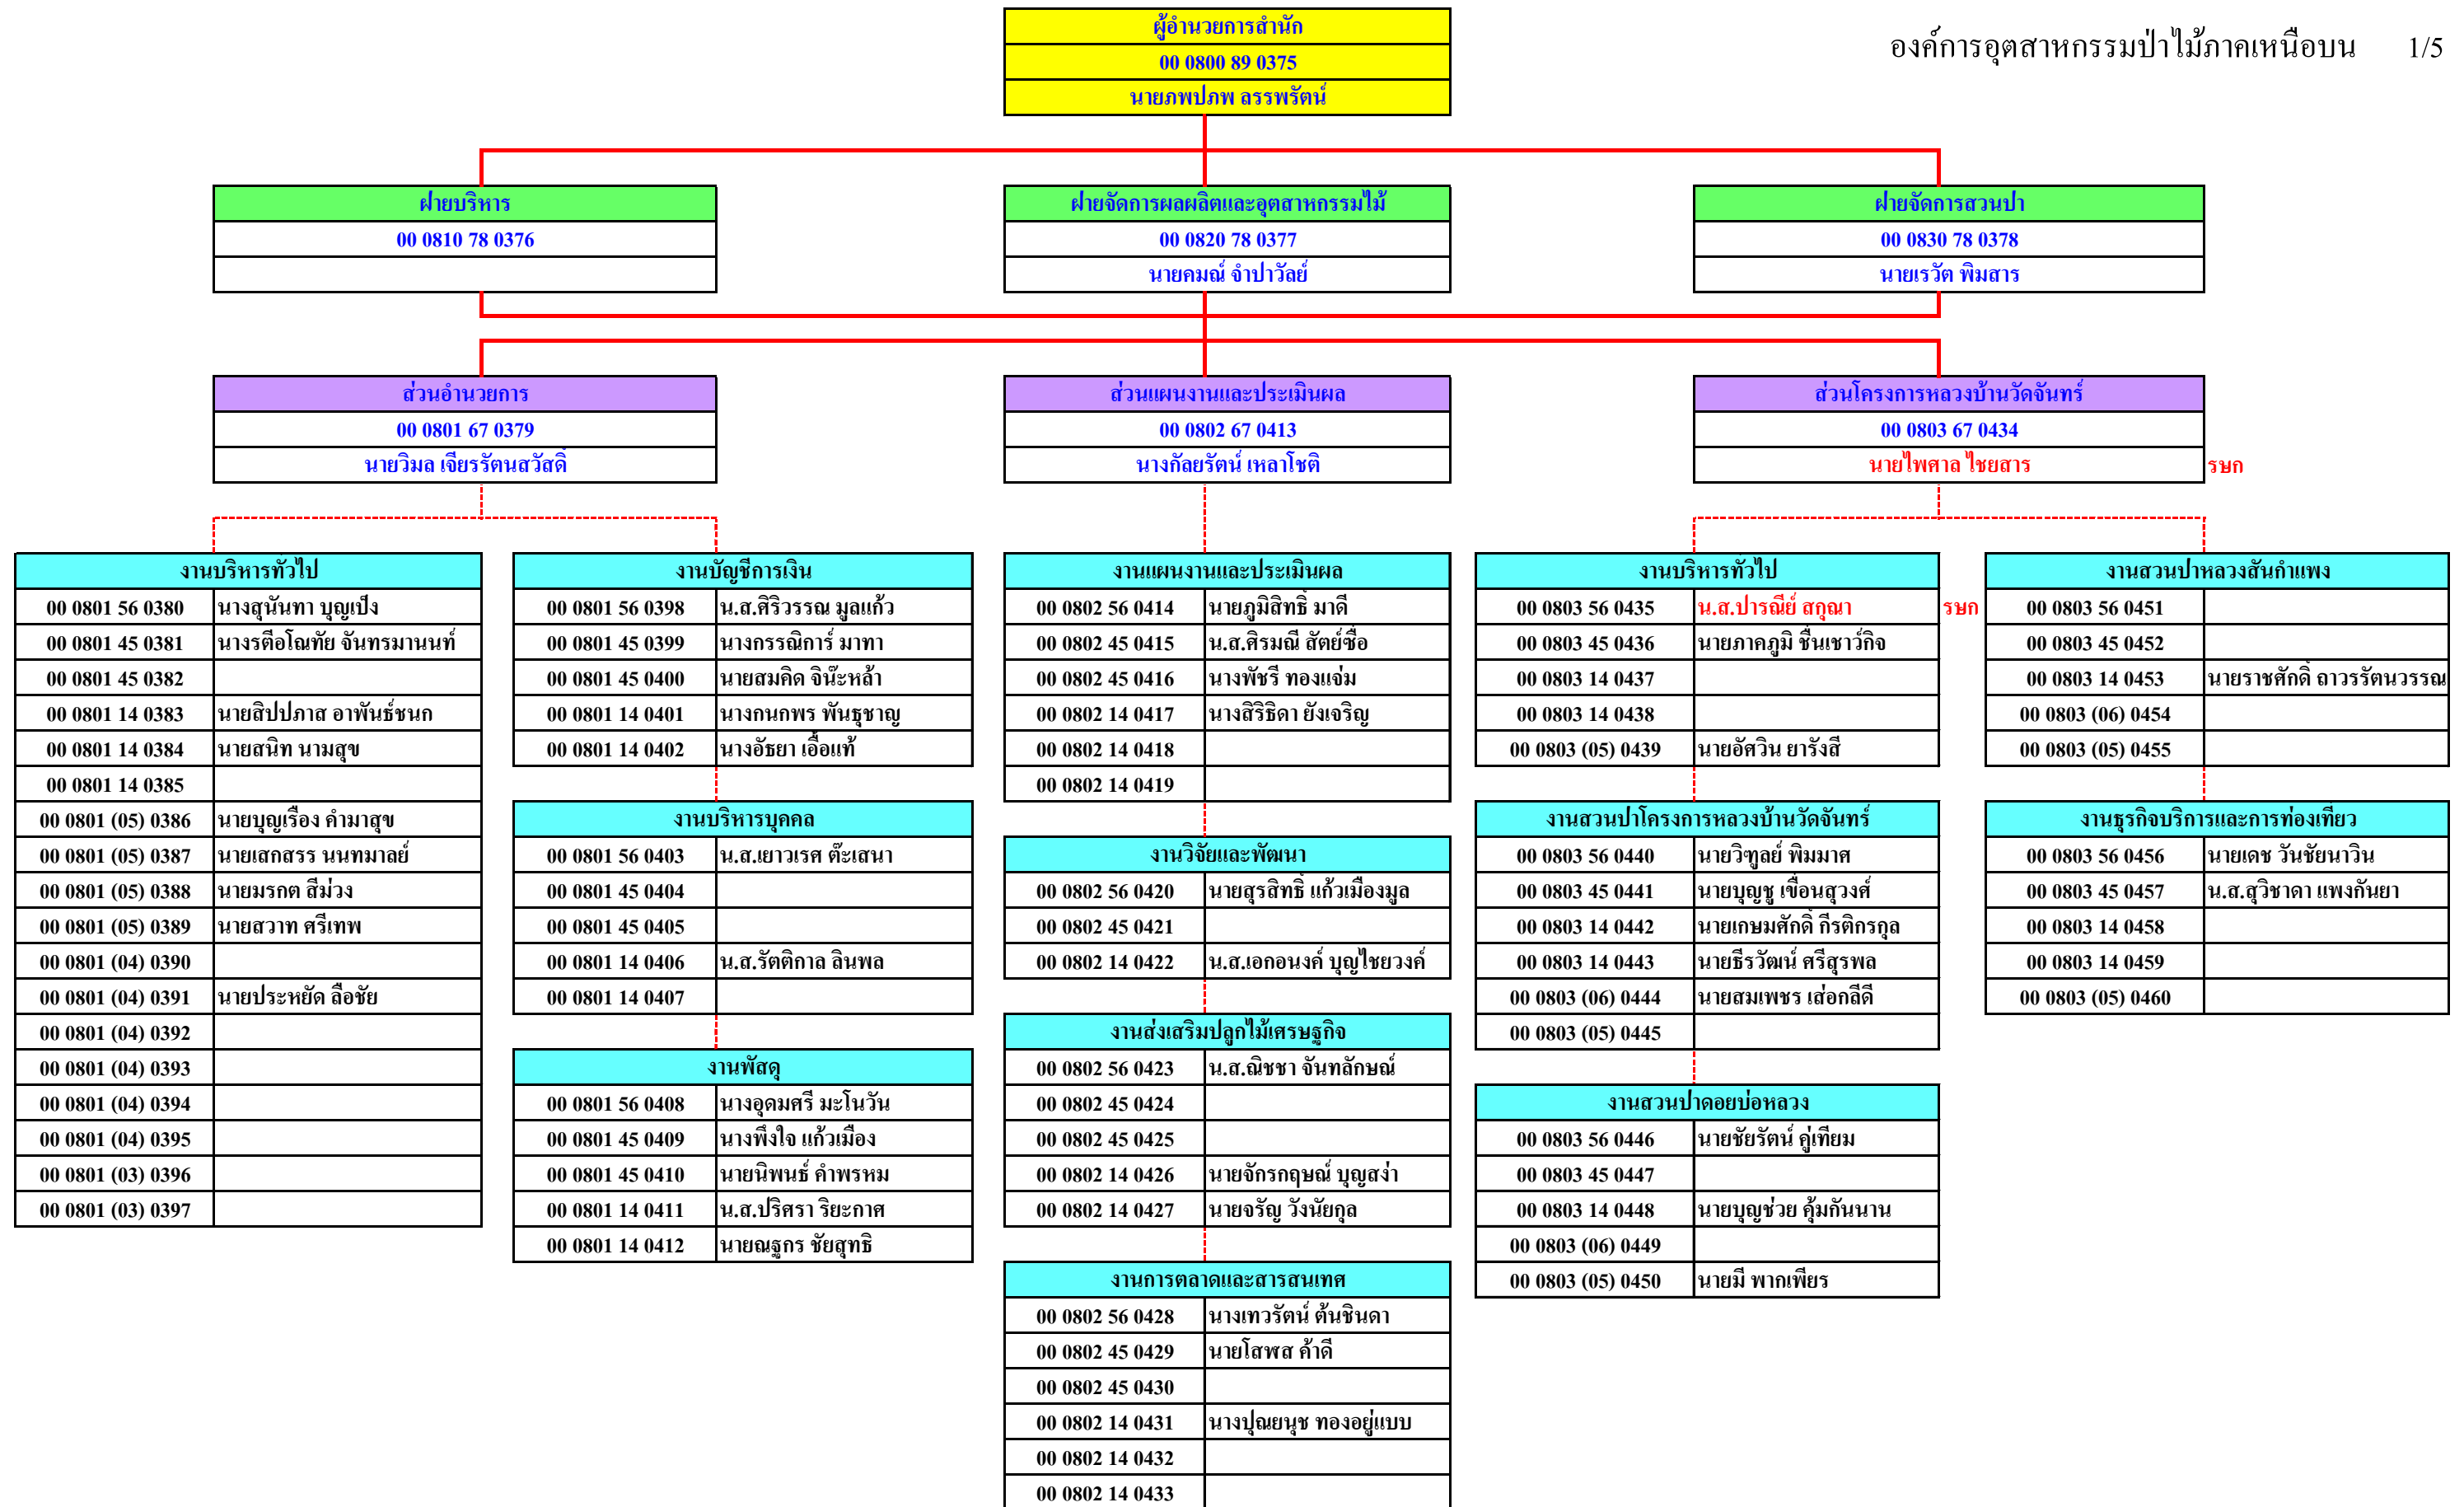 องค์การอุตสาหกรรมป่าไม้ภาคเหนือบน 1/5
ผู้อำนวยการสำนัก
00 0800 89 0375
นายภพปภพ ลรรพรัตน์
ฝ่ายบริหาร
00 0810 78 0376
ฝ่ายจัดการผลผลิตและอุตสาหกรรมไม้
00 0820 78 0377
นายคมณ์ จำปาวัลย์
ฝ่ายจัดการสวนป่า
00 0830 78 0378
นายเรวัต พิมสาร
ส่วนอำนวยการ
00 0801 67 0379
นายวิมล เจียรรัตนสวัสดิ์
ส่วนแผนงานและประเมินผล
00 0802 67 0413
นางกัลยรัตน์ เหลาโชติ
ส่วนโครงการหลวงบ้านวัดจันทร์
00 0803 67 0434
นายไพศาล ไชยสาร รษก
งานบริหารทั่วไป
00 0801 56 0380 นางสุนันทา บุญเป็ง
00 0801 45 0381 นางรตีอโณทัย จันทรมานนท์
00 0801 45 0382
00 0801 14 0383 นายสิปปภาส อาพันธ์ชนก
00 0801 14 0384 นายสนิท นามสุข
00 0801 14 0385
00 0801 (05) 0386 นายบุญเรือง คำมาสุข
00 0801 (05) 0387 นายเสกสรร นนทมาลย์
00 0801 (05) 0388 นายมรกต สีม่วง
00 0801 (05) 0389 นายสวาท ศรีเทพ
00 0801 (04) 0390
00 0801 (04) 0391 นายประหยัด ลือชัย
00 0801 (04) 0392
00 0801 (04) 0393
00 0801 (04) 0394
00 0801 (04) 0395
00 0801 (03) 0396
00 0801 (03) 0397
งานบัญชีการเงิน
00 0801 56 0398 น.ส.ศิริวรรณ มูลแก้ว
00 0801 45 0399 นางกรรณิการ์ มาทา
00 0801 45 0400 นายสมคิด จิน๊ะหล้า
00 0801 14 0401 นางกนกพร พันธุชาญ
00 0801 14 0402 นางอัธยา เอื้อแท้
งานบริหารบุคคล
00 0801 56 0403 น.ส.เยาวเรศ ต๊ะเสนา
00 0801 45 0404
00 0801 45 0405
00 0801 14 0406 น.ส.รัตติกาล ลินพล
00 0801 14 0407
งานพัสดุ
00 0801 56 0408 นางอุดมศรี มะโนวัน
00 0801 45 0409 นางพึงใจ แก้วเมือง
00 0801 45 0410 นายนิพนธ์ คำพรหม
00 0801 14 0411 น.ส.ปริศรา ริยะกาศ
00 0801 14 0412 นายณฐกร ชัยสุทธิ
งานแผนงานและประเมินผล
00 0802 56 0414 นายภูมิสิทธิ์ มาดี
00 0802 45 0415 น.ส.ศิรมณี สัตย์ซื่อ
00 0802 45 0416 นางพัชรี ทองแจ่ม
00 0802 14 0417 นางสิริธิดา ยังเจริญ
00 0802 14 0418
00 0802 14 0419
งานวิจัยและพัฒนา
00 0802 56 0420 นายสุรสิทธิ์ แก้วเมืองมูล
00 0802 45 0421
00 0802 14 0422 น.ส.เอกอนงค์ บุญไชยวงค์
งานส่งเสริมปลูกไม้เศรษฐกิจ
00 0802 56 0423 น.ส.ณิชชา จันทลักษณ์
00 0802 45 0424
00 0802 45 0425
00 0802 14 0426 นายจักรกฤษณ์ บุญสง่า
00 0802 14 0427 นายจรัญ วังนัยกุล
งานการตลาดและสารสนเทศ
00 0802 56 0428 นางเทวรัตน์ ต้นชินดา
00 0802 45 0429 นายโสพส ค้าดี
00 0802 45 0430
00 0802 14 0431 นางปุณยนุช ทองอยู่แบบ
00 0802 14 0432
00 0802 14 0433
งานบริหารทั่วไป
00 0803 56 0435 น.ส.ปารณีย์ สกุณา รษก
00 0803 45 0436 นายภาคภูมิ ชื่นเชาว์กิจ
00 0803 14 0437
00 0803 14 0438
00 0803 (05) 0439 นายอัศวิน ยารังสี
งานสวนป่าโครงการหลวงบ้านวัดจันทร์
00 0803 56 0440 นายวิฑูลย์ พิมมาศ
00 0803 45 0441 นายบุญชู เขื่อนสุวงศ์
00 0803 14 0442 นายเกษมศักดิ์ กีรติกรกุล
00 0803 14 0443 นายธีรวัฒน์ ศรีสุรพล
00 0803 (06) 0444 นายสมเพชร เส่อกลีดี
00 0803 (05) 0445
งานสวนป่าดอยบ่อหลวง
00 0803 56 0446 นายชัยรัตน์ คู่เทียม
00 0803 45 0447
00 0803 14 0448 นายบุญช่วย คุ้มกันนาน
00 0803 (06) 0449
00 0803 (05) 0450 นายมี พากเพียร
งานสวนป่าหลวงสันกำแพง
00 0803 56 0451
00 0803 45 0452
00 0803 14 0453 นายราชศักดิ์ ถาวรรัตนวรรณ
00 0803 (06) 0454
00 0803 (05) 0455
งานธุรกิจบริการและการท่องเที่ยว
00 0803 56 0456 นายเดช วันชัยนาวิน
00 0803 45 0457 น.ส.สุวิชาดา แพงกันยา
00 0803 14 0458
00 0803 14 0459
00 0803 (05) 0460